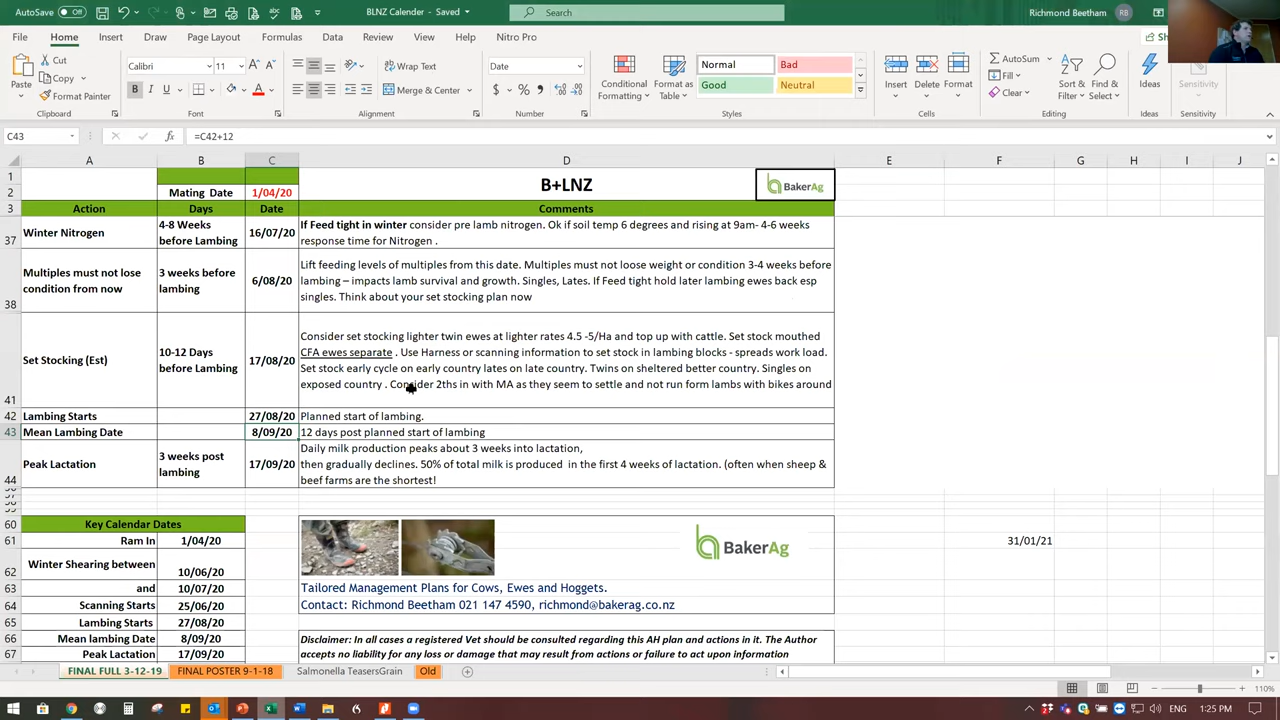 AutoSave Off
BLNZ Calender - Saved
Search
Richmond Beetham RB
File Home Insert Draw Page Layout Formulas Data Review View Help Nitro Pro
Sh
Paste
Cut
Copy
Format Painter
Clipboard
Calibri 11
B I U
Font
Wrap Text
Merge & Center
Alignment
Date
$ % ,
Number
Conditional Formatting
Format as Table
Normal Bad
Good Neutral
Styles
Insert Delete Format
Cells
AutoSum
Fill
Clear
Sort & Filter
Find & Select
Editing
Ideas
Ideas
Sensitivity
Sensitivity
C43 fx =C42+12
A B C D E F G H I J
1
2 Mating Date 1/04/20 B+LNZ BakerAg
3 Action Days Date Comments
37 Winter Nitrogen 4-8 Weeks before Lambing 16/07/20
If Feed tight in winter consider pre lamb nitrogen. Ok if soil temp 6 degrees and rising at 9am- 4-6 weeks
response time for Nitrogen .
38 Multiples must not lose condition from now 3 weeks before lambing 6/08/20
Lift feeding levels of multiples from this date. Multiples must not loose weight or condition 3-4 weeks before
lambing – impacts lamb survival and growth. Singles, Lates. If Feed tight hold later lambing ewes back esp
singles. Think about your set stocking plan now
41 Set Stocking (Est) 10-12 Days before Lambing 17/08/20
Consider set stocking lighter twin ewes at lighter rates 4.5 -5/Ha and top up with cattle. Set stock mouthed
CFA ewes separate . Use Harness or scanning information to set stock in lambing blocks - spreads work load.
Set stock early cycle on early country lates on late country. Twins on sheltered better country. Singles on
exposed country . Consider 2ths in with MA as they seem to settle and not run form lambs with bikes around
42 Lambing Starts 27/08/20 Planned start of lambing.
43 Mean Lambing Date 8/09/20 12 days post planned start of lambing
44 Peak Lactation 3 weeks post lambing 17/09/20
Daily milk production peaks about 3 weeks into lactation,
then gradually declines. 50% of total milk is produced in the first 4 weeks of lactation. (often when sheep &
beef farms are the shortest!
60 Key Calendar Dates
61 Ram In 1/04/20 31/01/21
62 Winter Shearing between 10/06/20
63 and 10/07/20
64 Scanning Starts 25/06/20
65 Lambing Starts 27/08/20
66 Mean lambing Date 8/09/20
67 Peak Lactation 17/09/20
BakerAg
Tailored Management Plans for Cows, Ewes and Hoggets.
Contact: Richmond Beetham 021 147 4590, richmond@bakerag.co.nz
Disclaimer: In all cases a registered Vet should be consulted regarding this AH plan and actions in it. The Author
accepts no liability for any loss or damage that may result from actions or failure to act upon information
FINAL FULL 3-12-19 FINAL POSTER 9-1-18 Salmonella TeasersGrain Old
110%
ENG 1:25 PM